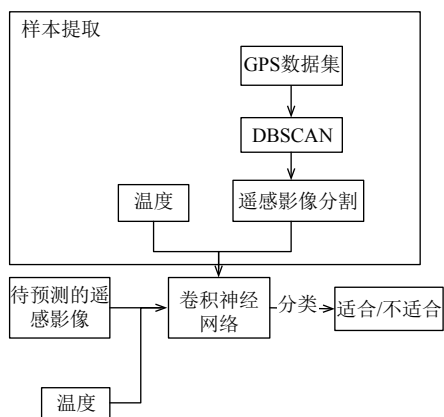 样本提取
GPS数据集
DBSCAN
温度
遥感影像分割
待预测的遥
感影像
卷积神经
网络
分类
适合/不适合
温度